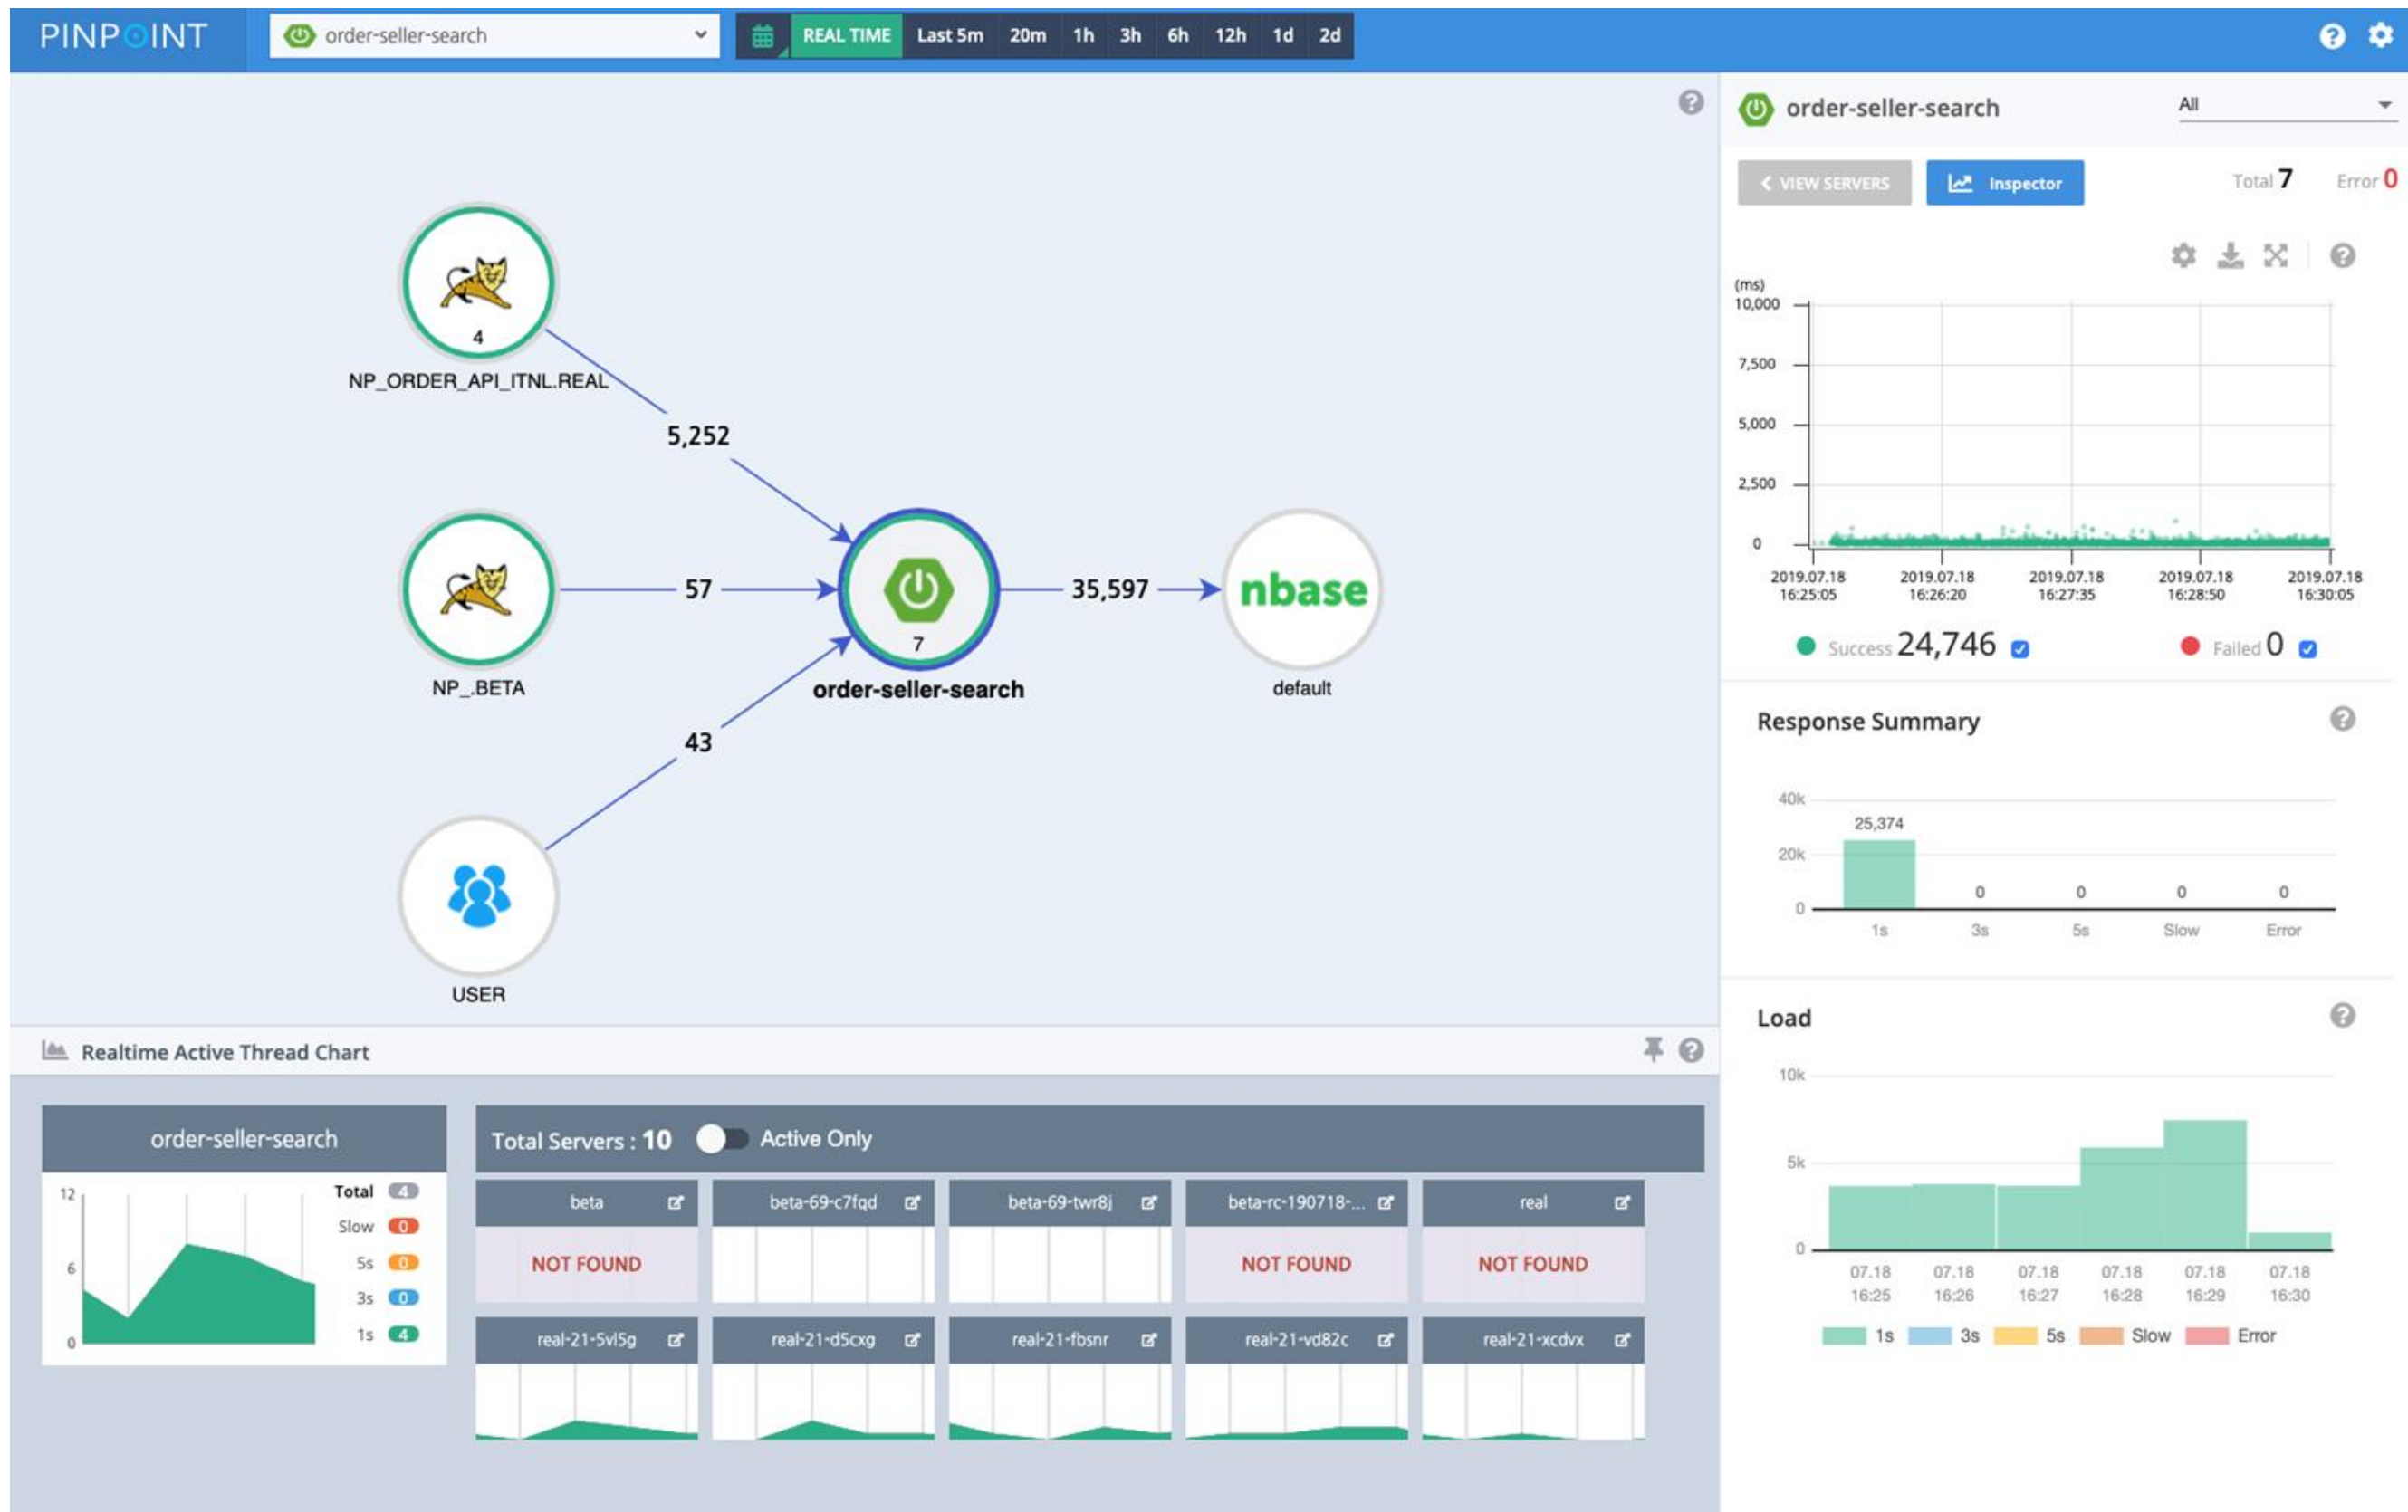 PINPOINT
order-seller-search
REAL TIME Last 5m 20m 1h 3h 6h 12h 1d 2d
4
NP_ORDER_API_ITNL.REAL
5,252
NP_.BETA
57
7
order-seller-search
35,597
nbase
default
43
USER
order-seller-search
All
VIEW SERVERS
Inspector
Total 7
Error 0
(ms)
10,000
7,500
5,000
2,500
0
2019.07.18 2019.07.18 2019.07.18 2019.07.18 2019.07.18
16:25:05 16:26:20 16:27:35 16:28:50 16:30:05
Success 24,746
Failed 0
Response Summary
40k
25,374
20k
0 0 0 0
0
1s 3s 5s Slow Error
Load
10k
5k
0
07.18 07.18 07.18 07.18 07.18 07.18
16:25 16:26 16:27 16:28 16:29 16:30
1s 3s 5s Slow Error
Realtime Active Thread Chart
order-seller-search
12
6
0
Total 4
Slow 0
5s 0
3s 0
1s 4
Total Servers : 10
Active Only
beta beta-69-c7fqd beta-69-twr8j beta-rc-190718-... real
NOT FOUND NOT FOUND NOT FOUND
real-21-5vl5g real-21-d5cxg real-21-fbsnr real-21-vd82c real-21-xcdvx